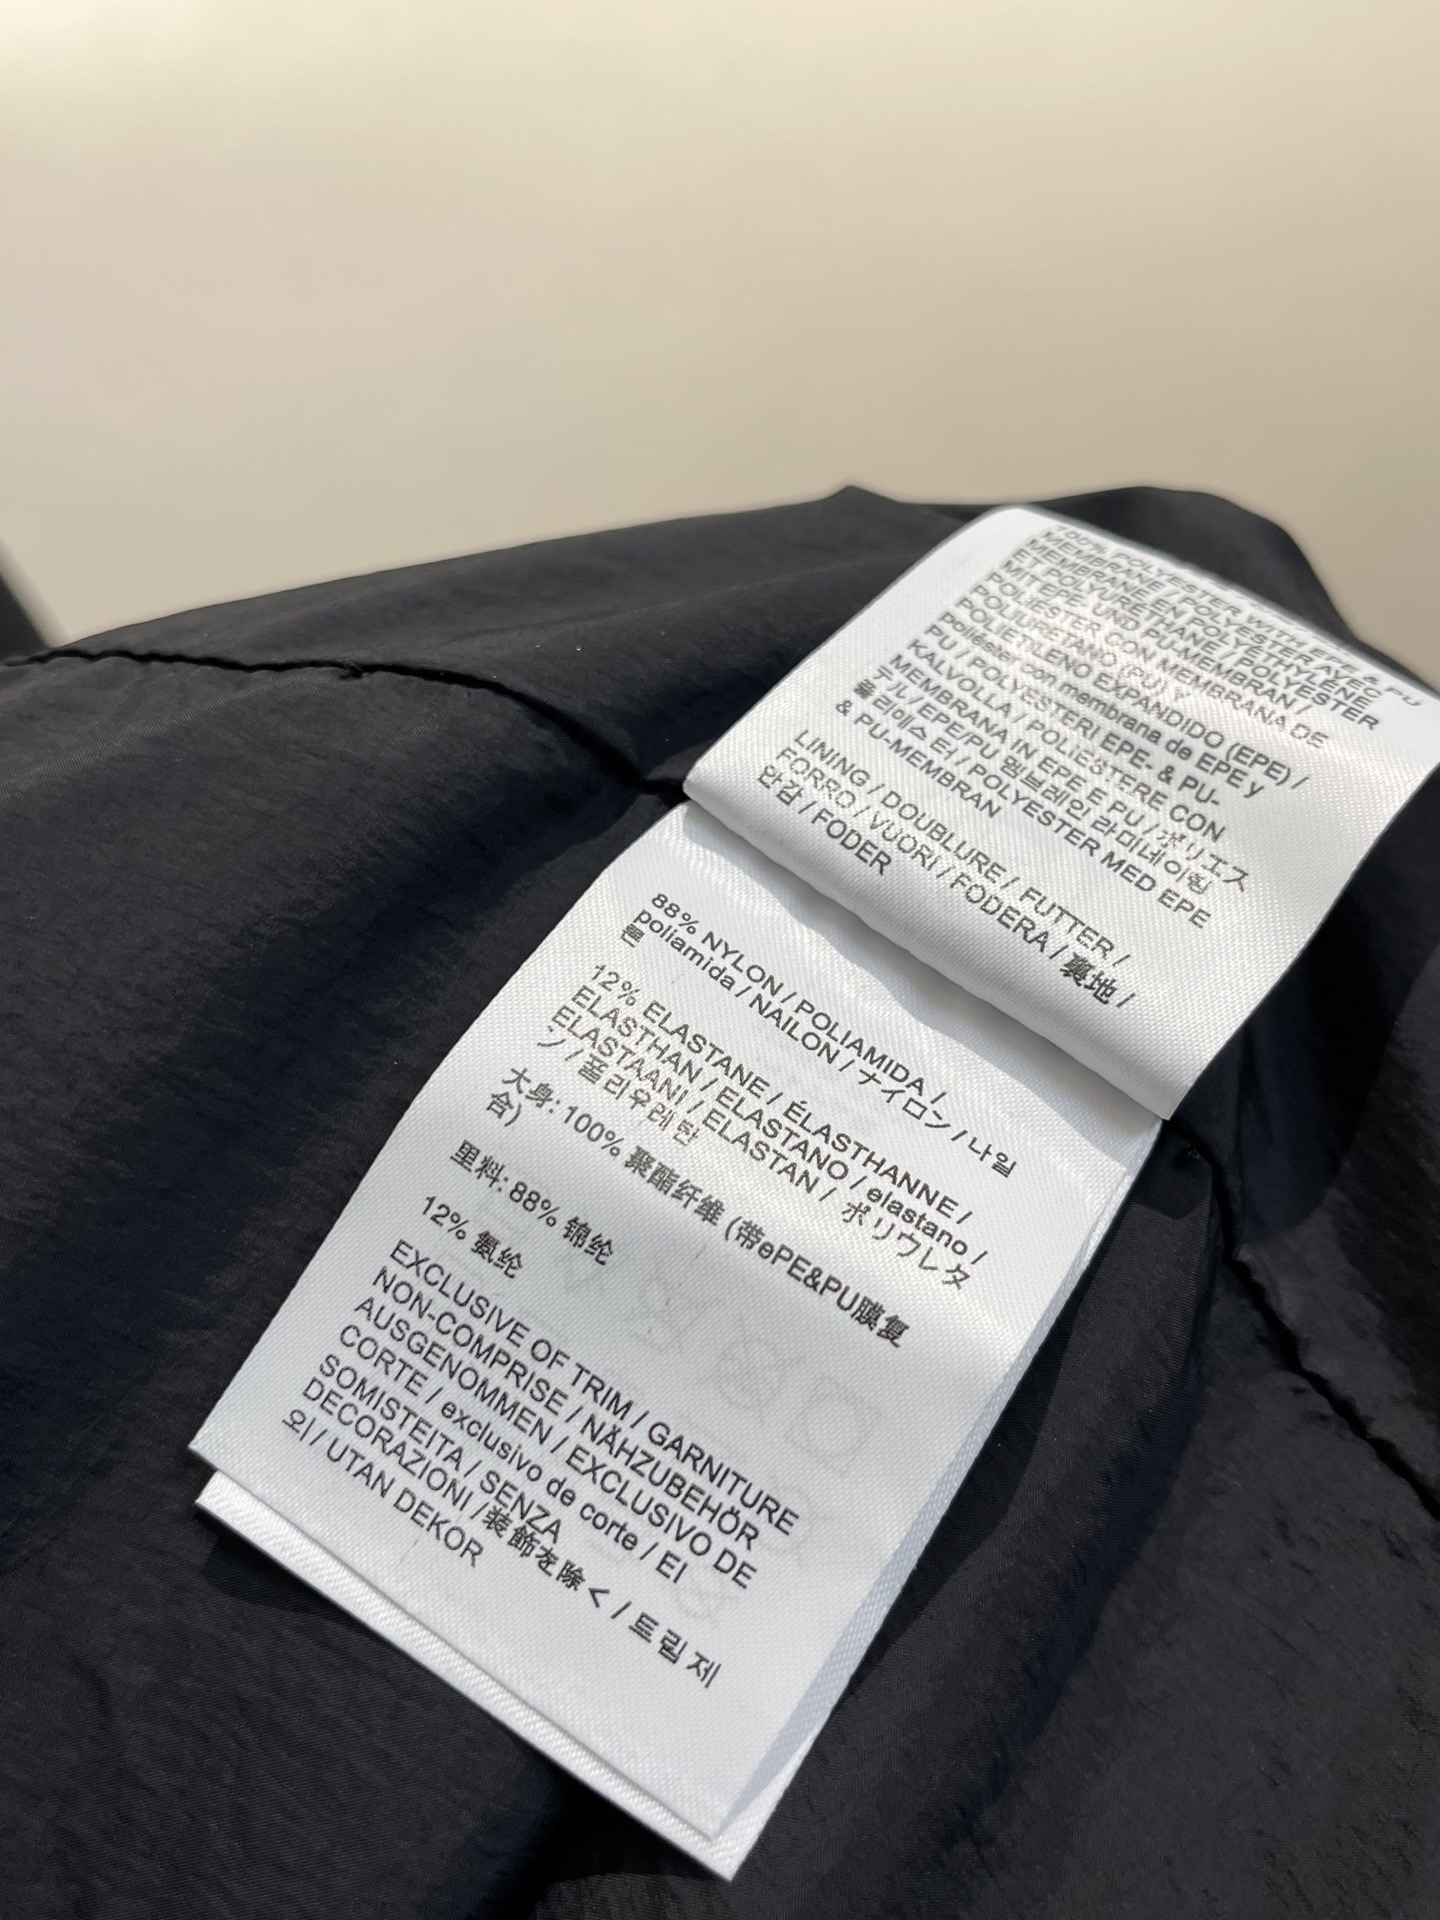 100% POLYESTER WITH EPE & PU
MEMBRANE / POLYESTER AVEC
MEMBRANE EN POLYETHYLÈNE
ET POLYURETHANE / POLYESTER
MIT EPE- UND PU-MEMBRAN /
POLIESTER CON MEMBRANA DE
POLIETILENO EXPANDIDO (EPE) /
poliéster con membrana de EPE y
PU / POLYESTERI EPE- & PU-
KALVOLLA / POLIESTERE CON
MEMBRANA IN EPE E PU / ポリエス
テル/EPE/PU 멤브레인 라미네이팅
폴리에스터 / POLYESTER MED EPE
& PU-MEMBRAN
LINING / DOUBLURE / FUTTER /
FORRO / VUORI / FODERA / 裏地 /
안감 / FODER
88% NYLON / POLIAMIDA /
poliamida / NAILON / ナイロン / 나일
론
12% ELASTANE / ÉLASTHANNE /
ELASTHAN / ELASTANO / elastano /
ELASTAANI / ELASTAN / ポリウレタ
ン / 폴리우레탄
大身: 100% 聚酯纤维 (带ePE&PU膜复
合)
里料: 88% 锦纶
12% 氨纶
EXCLUSIVE OF TRIM / GARNITURE
NON-COMPRISE / NÄHZUBEHÖR
AUSGENOMMEN / EXCLUSIVO DE
CORTE / exclusivo de corte / EI
SOMISTEITA / SENZA
DECORAZIONI /装飾を除く / 트림 제
외 / UTAN DEKOR